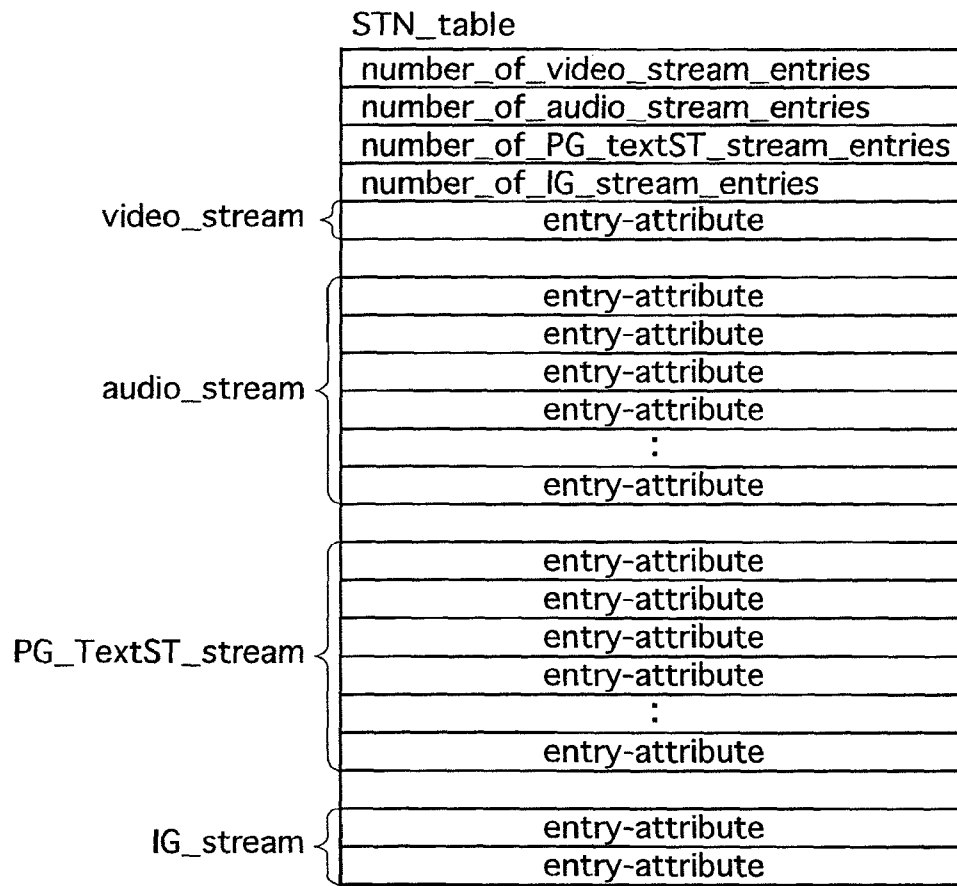 STN_table
number_of_video_stream_entries
number_of_audio_stream_entries
number_of_PG_textST_stream_entries
number_of_IG_stream_entries
video_stream
entry-attribute
audio_stream
entry-attribute
entry-attribute
entry-attribute
entry-attribute
:
entry-attribute
PG_TextST_stream
entry-attribute
entry-attribute
entry-attribute
entry-attribute
:
entry-attribute
IG_stream
entry-attribute
entry-attribute